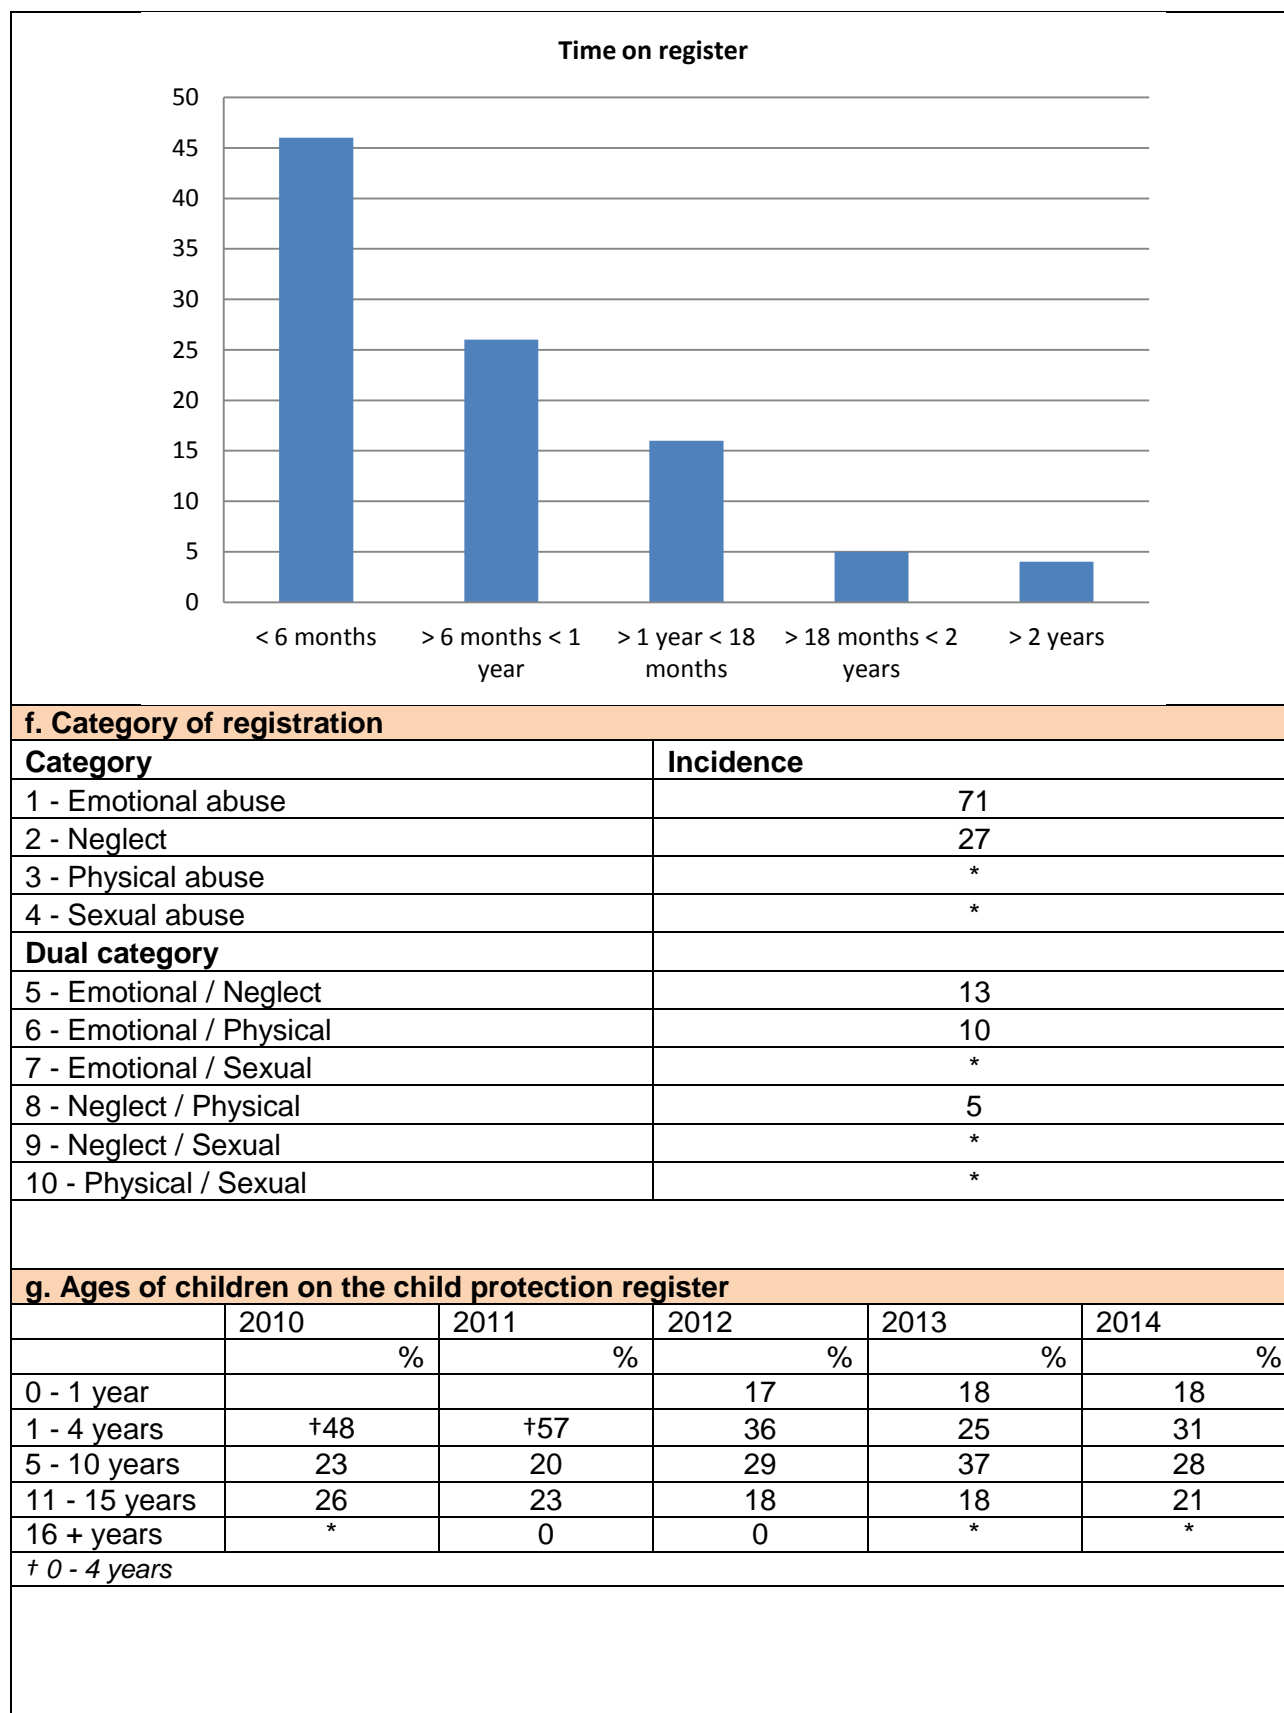 Time on register
50
45
40
35
30
25
20
15
10
5
0
< 6 months > 6 months < 1 > 1 year < 18 > 18 months < 2 > 2 years
year months years
f. Category of registration
Category Incidence
1 - Emotional abuse 71
2 - Neglect 27
3 - Physical abuse *
4 - Sexual abuse *
Dual category
5 - Emotional / Neglect 13
6 - Emotional / Physical 10
7 - Emotional / Sexual *
8 - Neglect / Physical 5
9 - Neglect / Sexual *
10 - Physical / Sexual *
g. Ages of children on the child protection register
2010 2011 2012 2013 2014
% % % % %
0 - 1 year 17 18 18
1 - 4 years †48 †57 36 25 31
5 - 10 years 23 20 29 37 28
11 - 15 years 26 23 18 18 21
16 + years * 0 0 * *
† 0 - 4 years